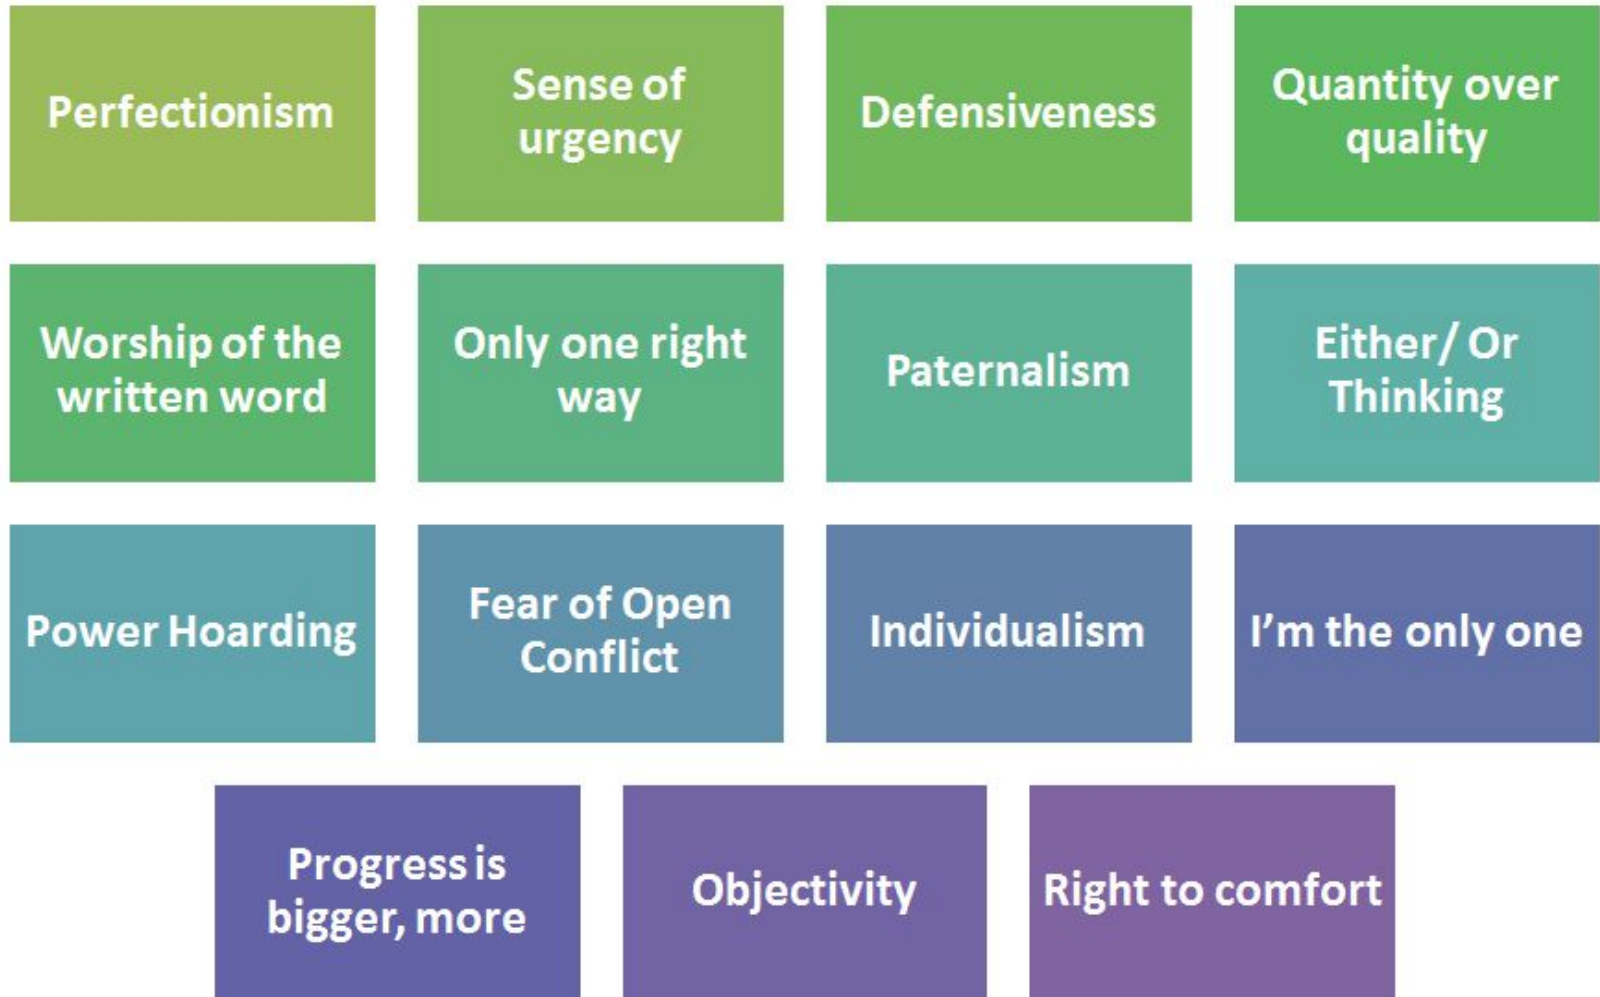 Perfectionism
Sense of
urgency
Defensiveness
Quantity over
quality
Worship of the
written word
Only one right
way
Paternalism
Either/ Or
Thinking
Power Hoarding
Fear of Open
Conflict
Individualism
I’m the only one
Progress is
bigger, more
Objectivity
Right to comfort